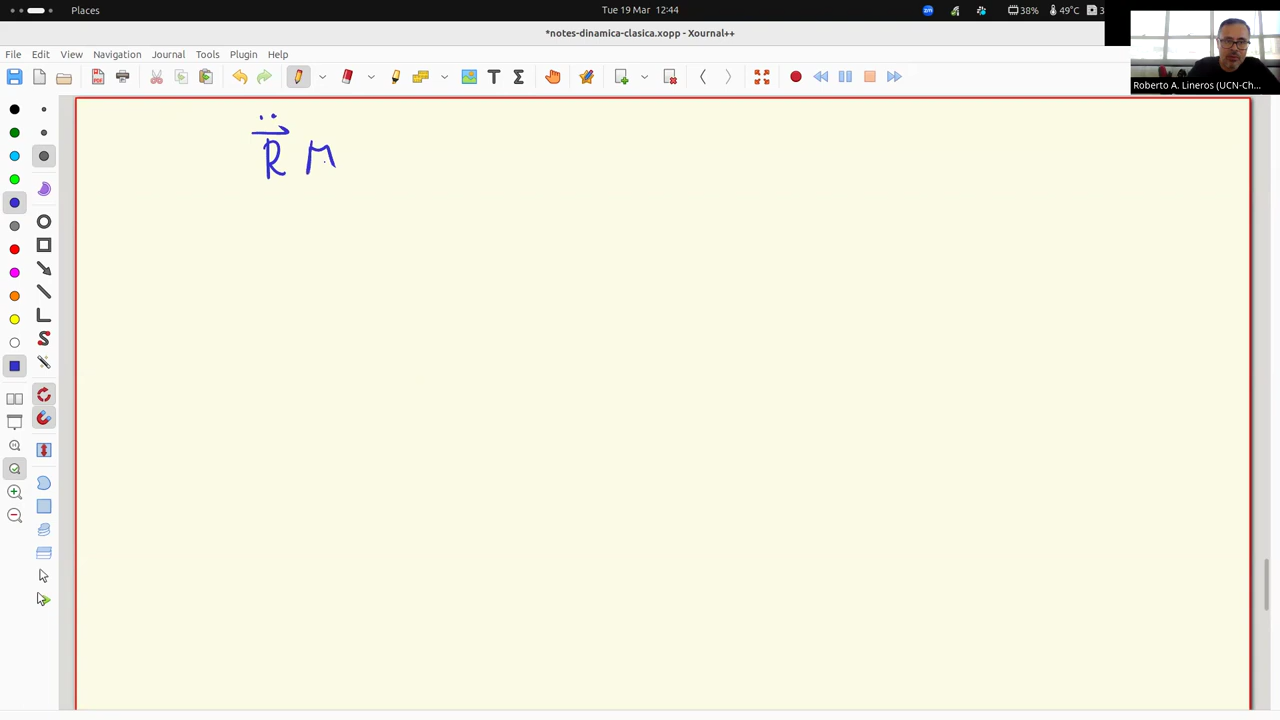 Places
Tue 19 Mar 12:44
38%
49°C
3
*notes-dinamica-clasica.xopp - Xournal++
File Edit View Navigation Journal Tools Plugin Help
Roberto A. Lineros (UCN-Ch...
R⃗̈ M